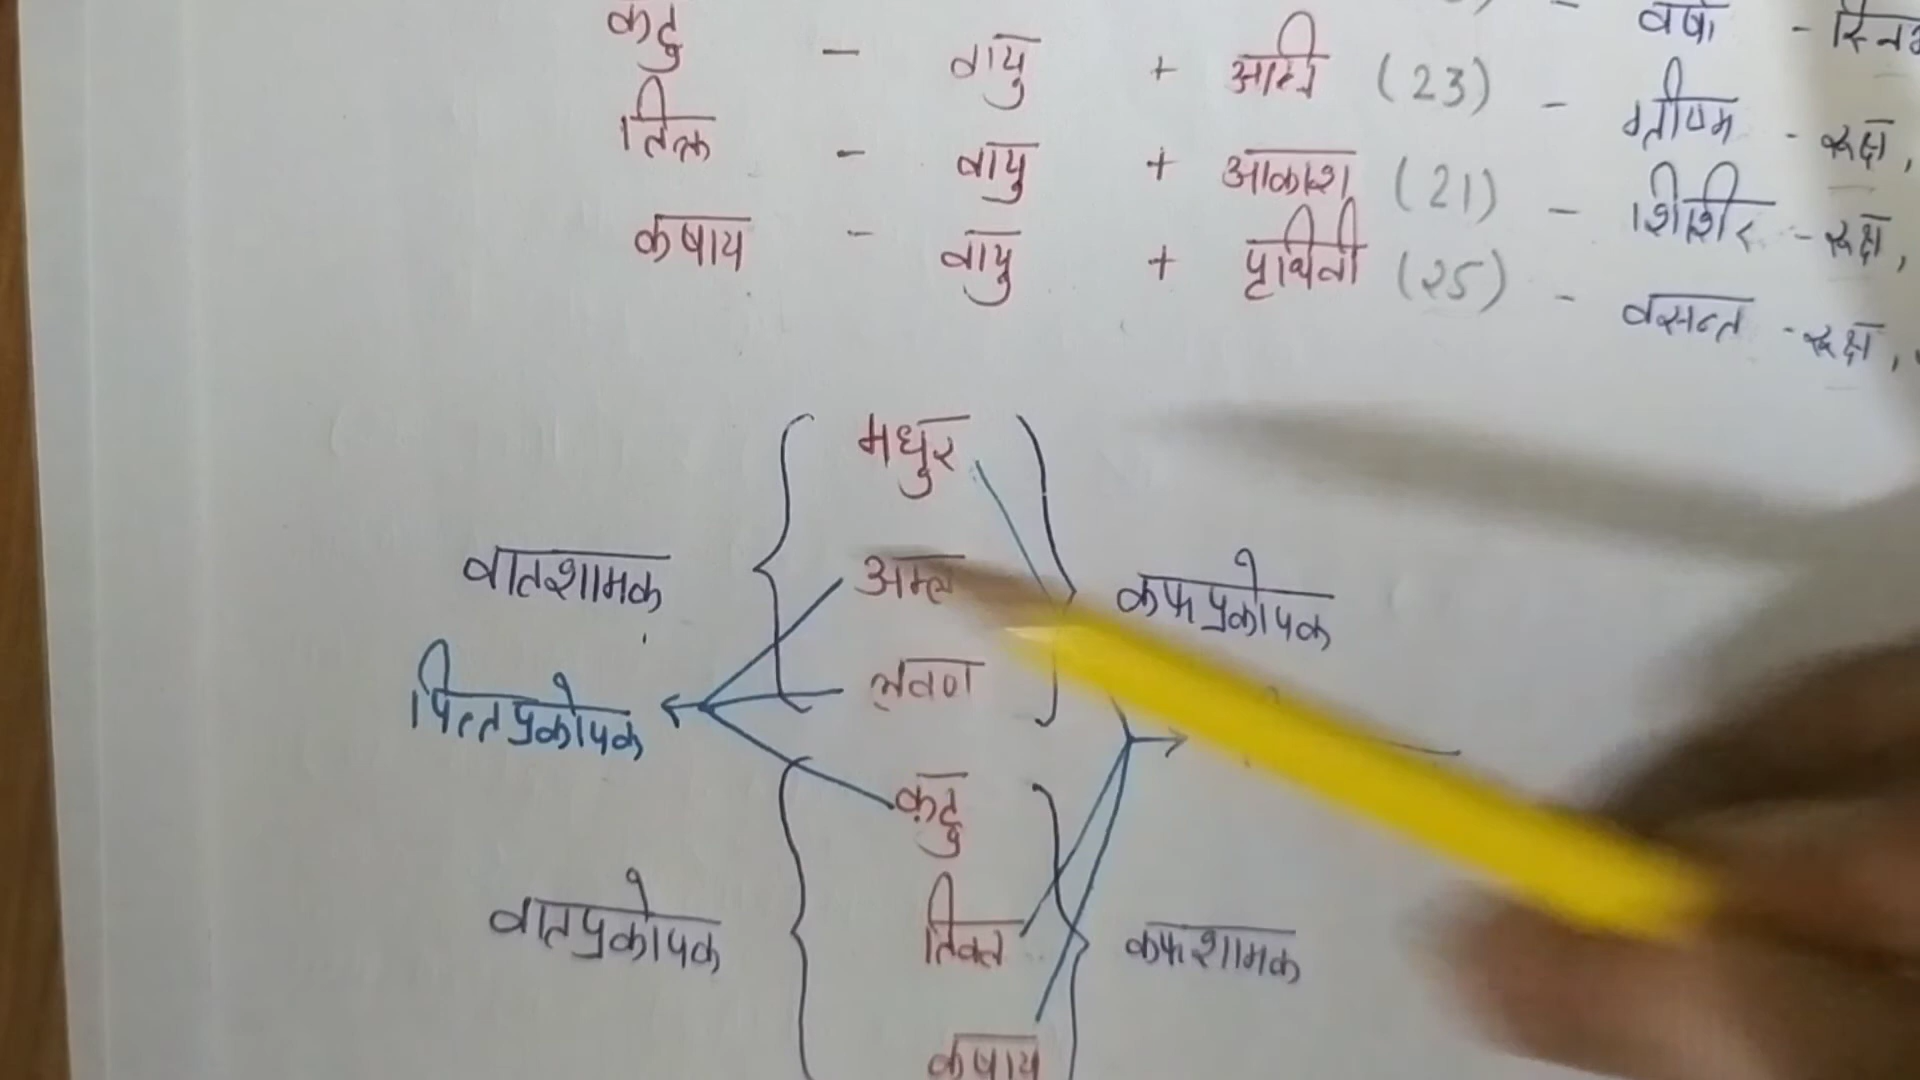 कटु - वायु + अग्नि (23) - वर्षा
तिक्त - वायु + आकाश (21) - ग्रीष्म - रूक्ष,
कषाय - वायु + पृथिवी (25) - शिशिर - रूक्ष,
वसन्त - रूक्ष,
मधुर
वातशामक अम्ल कफप्रकोपक
पित्तप्रकोपक लवण
कटु
वातप्रकोपक तिक्त कफशामक
कषाय